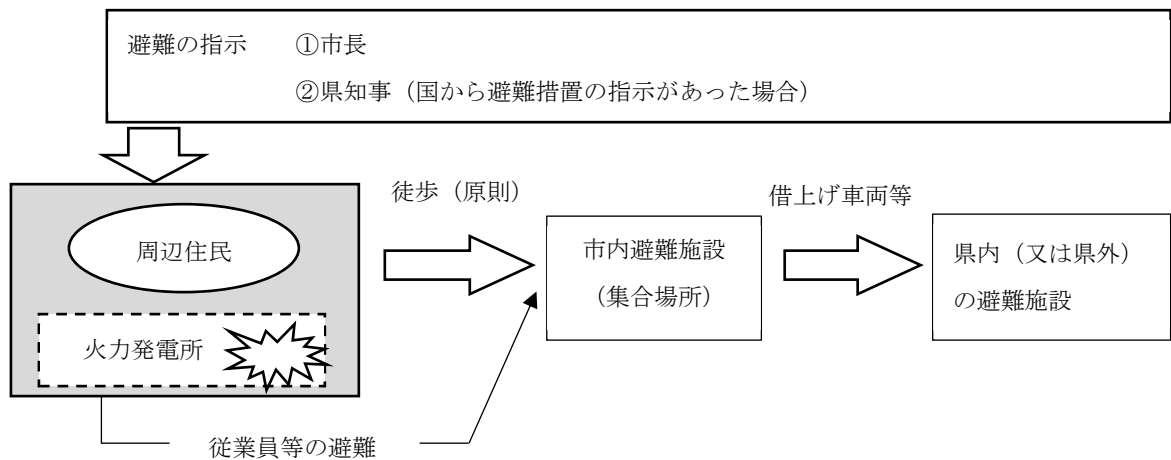 避難の指示　　①市長
②県知事（国から避難措置の指示があった場合）
徒歩（原則）
借上げ車両等
周辺住民
市内避難施設
（集合場所）
県内（又は県外）
の避難施設
火力発電所
従業員等の避難